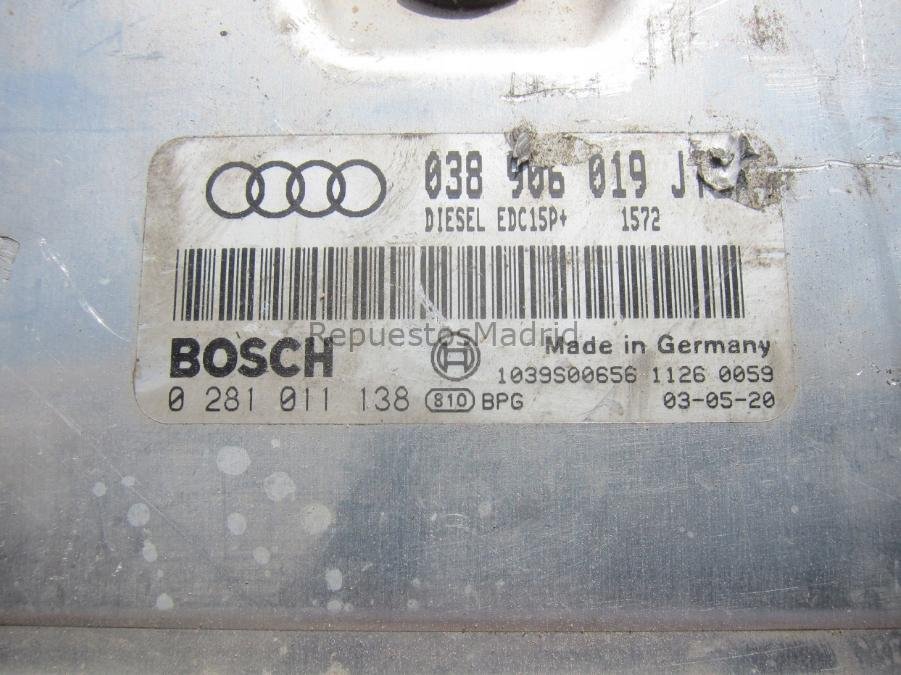 038 906 019
DIESEL EDC15P+ 1572
RepuestosMadrid
BOSCH
Made in Germany
1039S00656 1126 0059
0 281 011 138 810 BPG 03-05-20